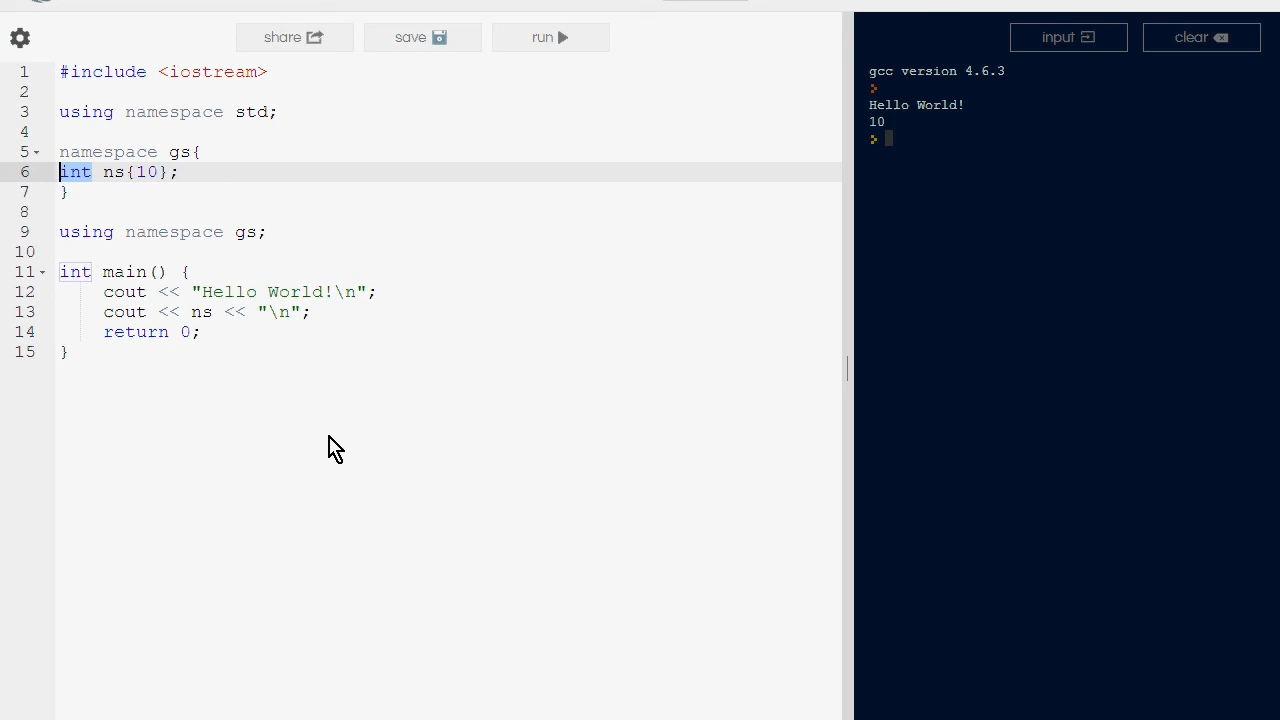 share save run input clear
1 #include <iostream>
2
3 using namespace std;
4
5 namespace gs{
6 int ns{10};
7 }
8
9 using namespace gs;
10
11 int main() {
12 cout << "Hello World!\n";
13 cout << ns << "\n";
14 return 0;
15 }
gcc version 4.6.3
Hello World!
10